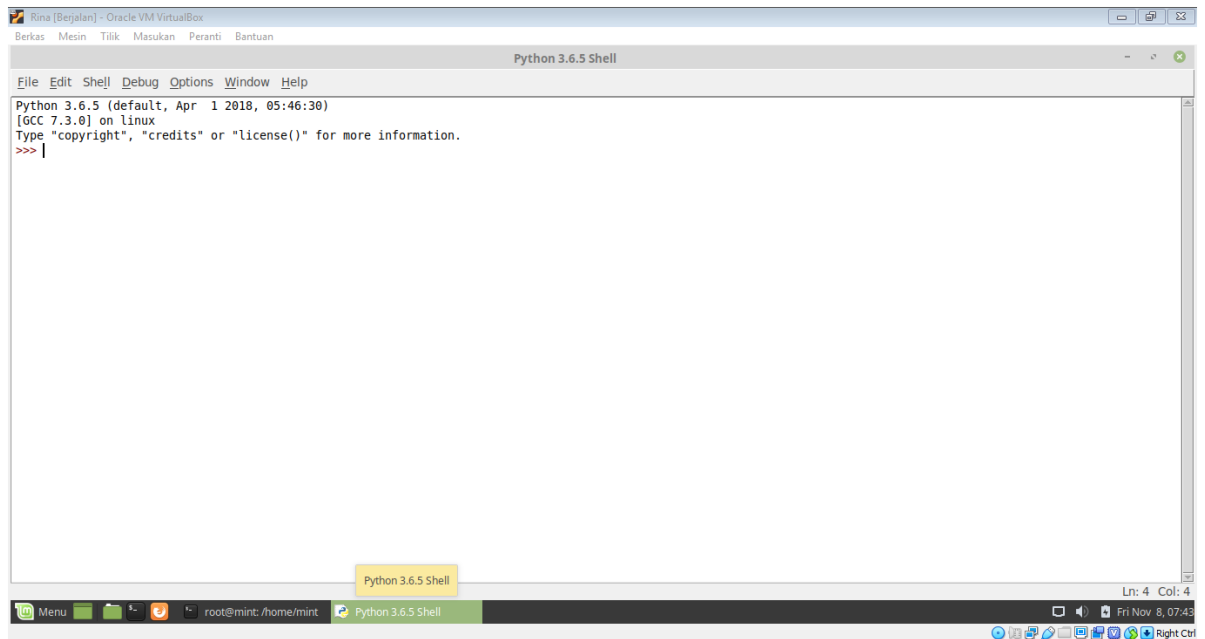 Rina [Berjalan] - Oracle VM VirtualBox
Berkas Mesin Tilik Masukan Peranti Bantuan
Python 3.6.5 Shell
File Edit Shell Debug Options Window Help
Python 3.6.5 (default, Apr  1 2018, 05:46:30)
[GCC 7.3.0] on linux
Type "copyright", "credits" or "license()" for more information.
>>>
Python 3.6.5 Shell
Ln: 4 Col: 4
Menu root@mint: /home/mint Python 3.6.5 Shell Fri Nov 8, 07:43
Right Ctrl